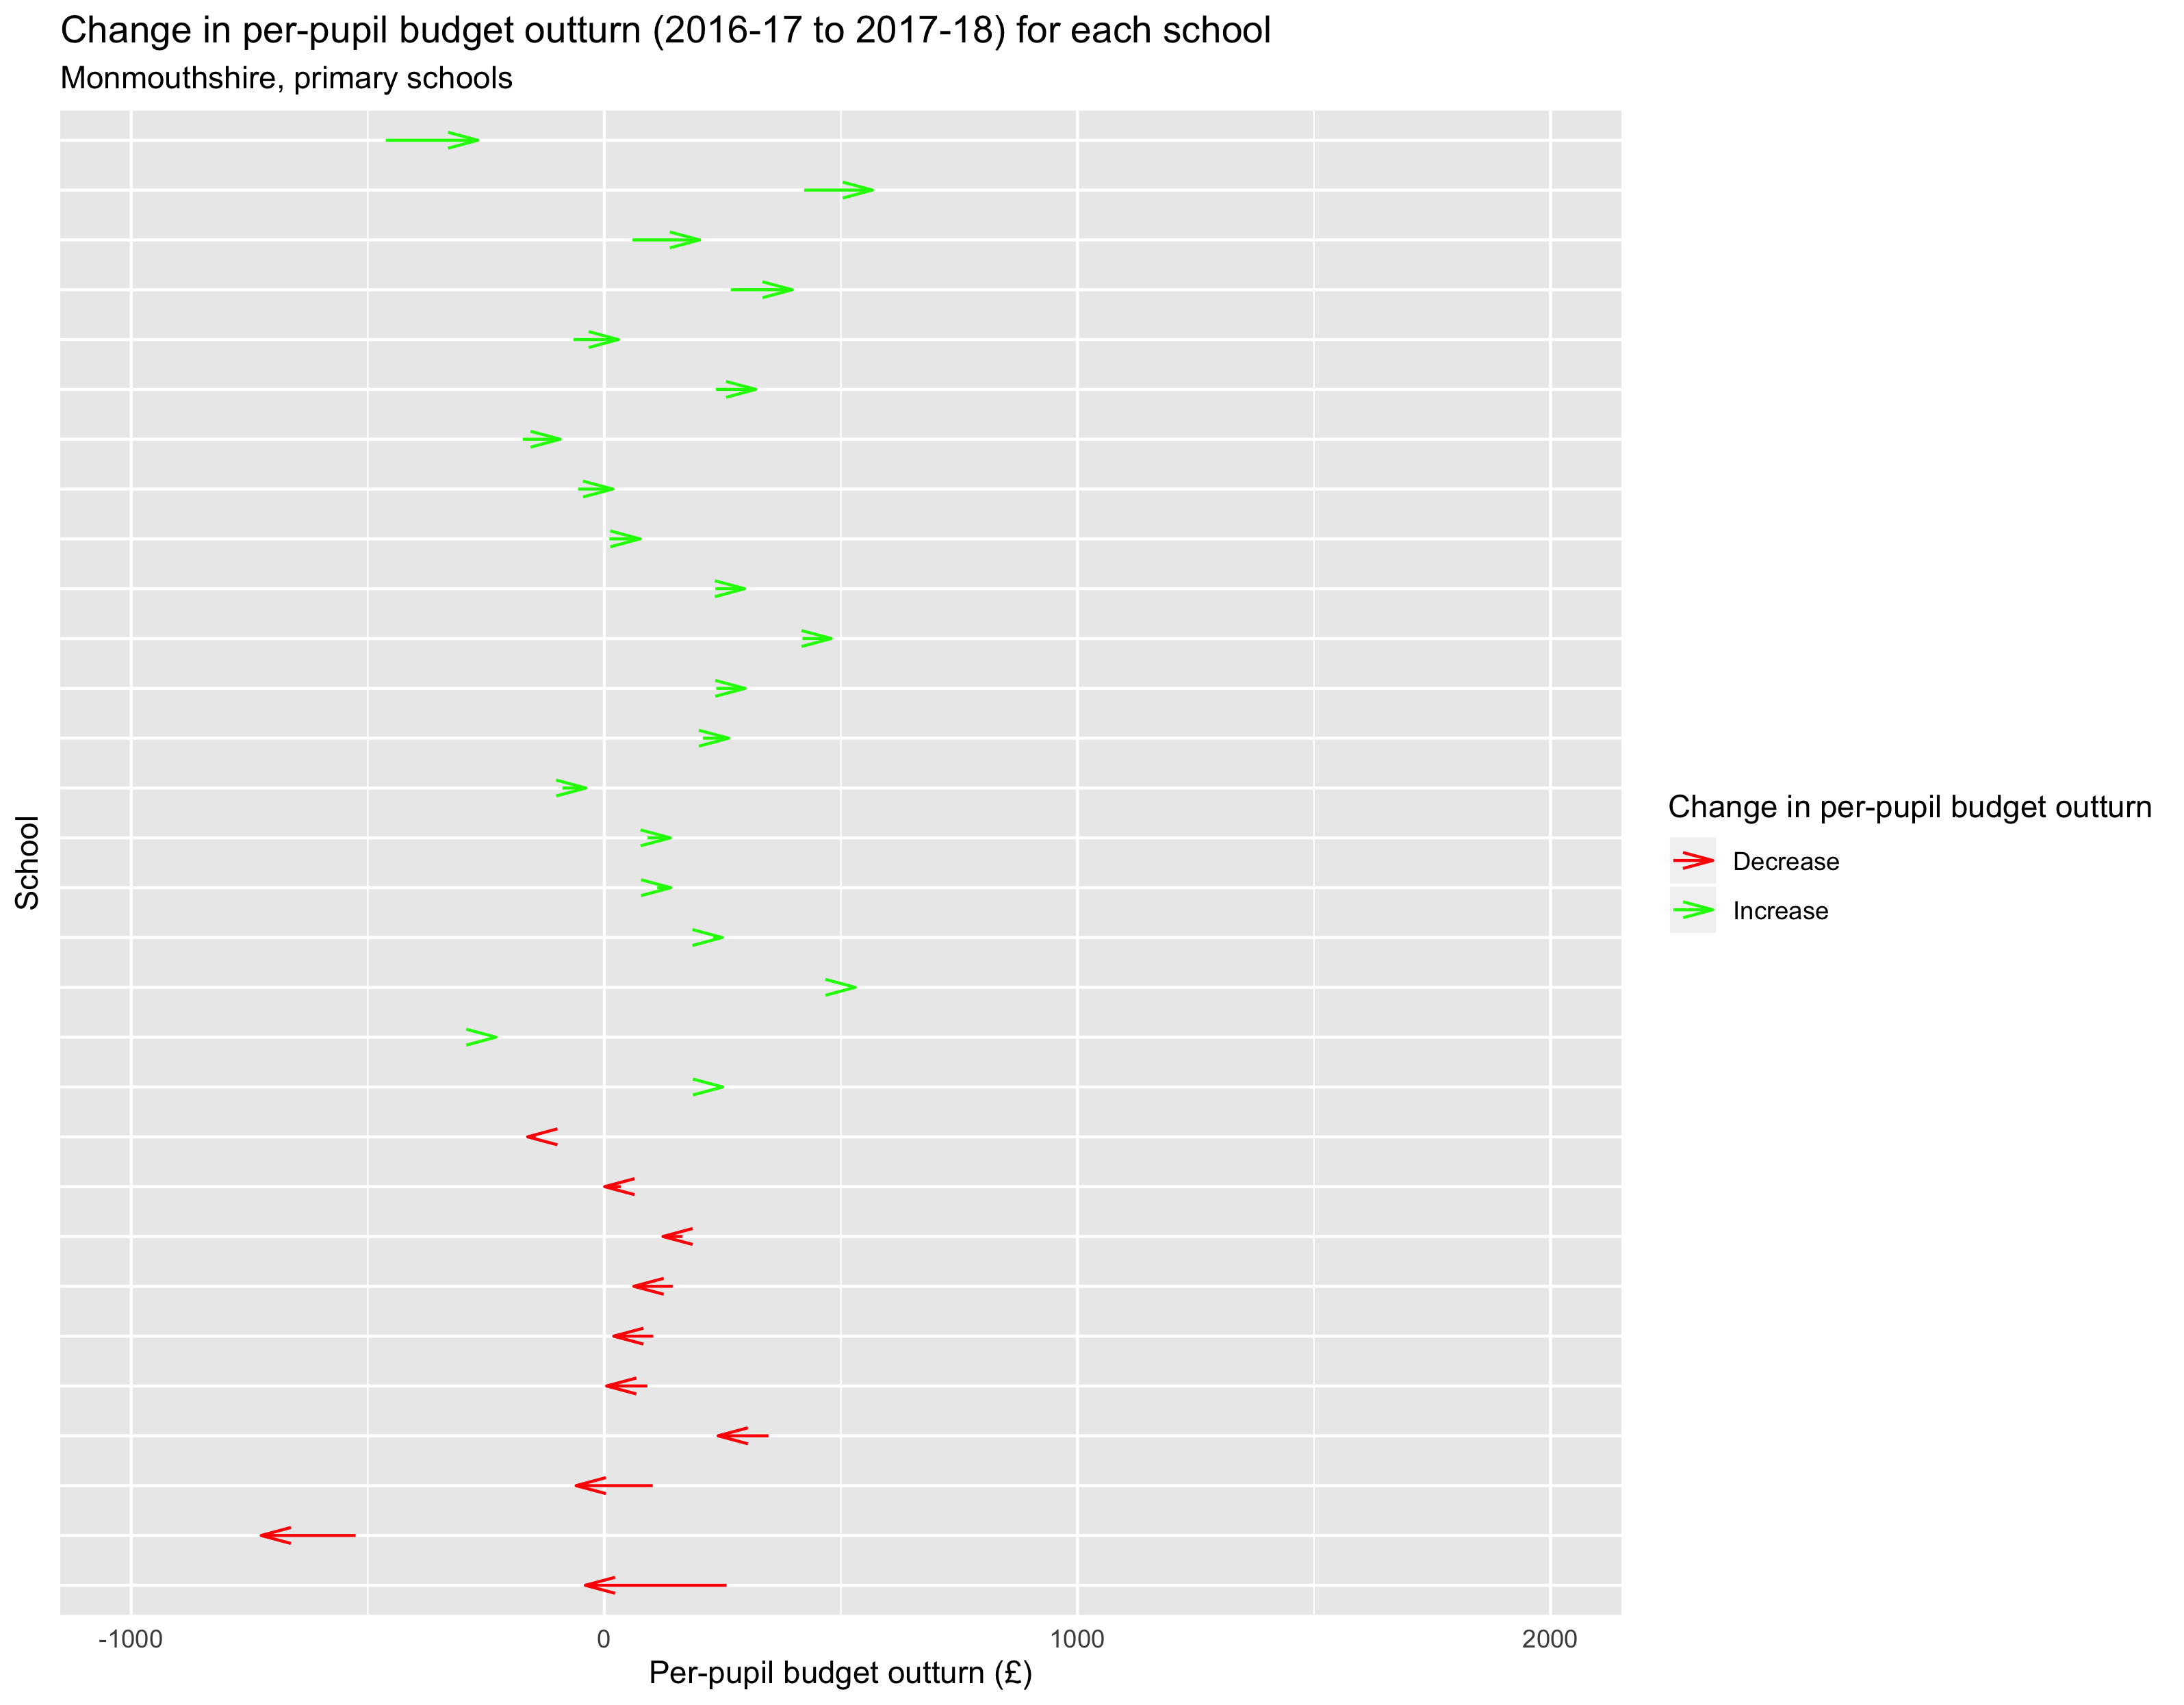 Change in per-pupil budget outturn (2016-17 to 2017-18) for each school
Monmouthshire, primary schools
School
Change in per-pupil budget outturn
Decrease
Increase
-1000 0 1000 2000
Per-pupil budget outturn (£)